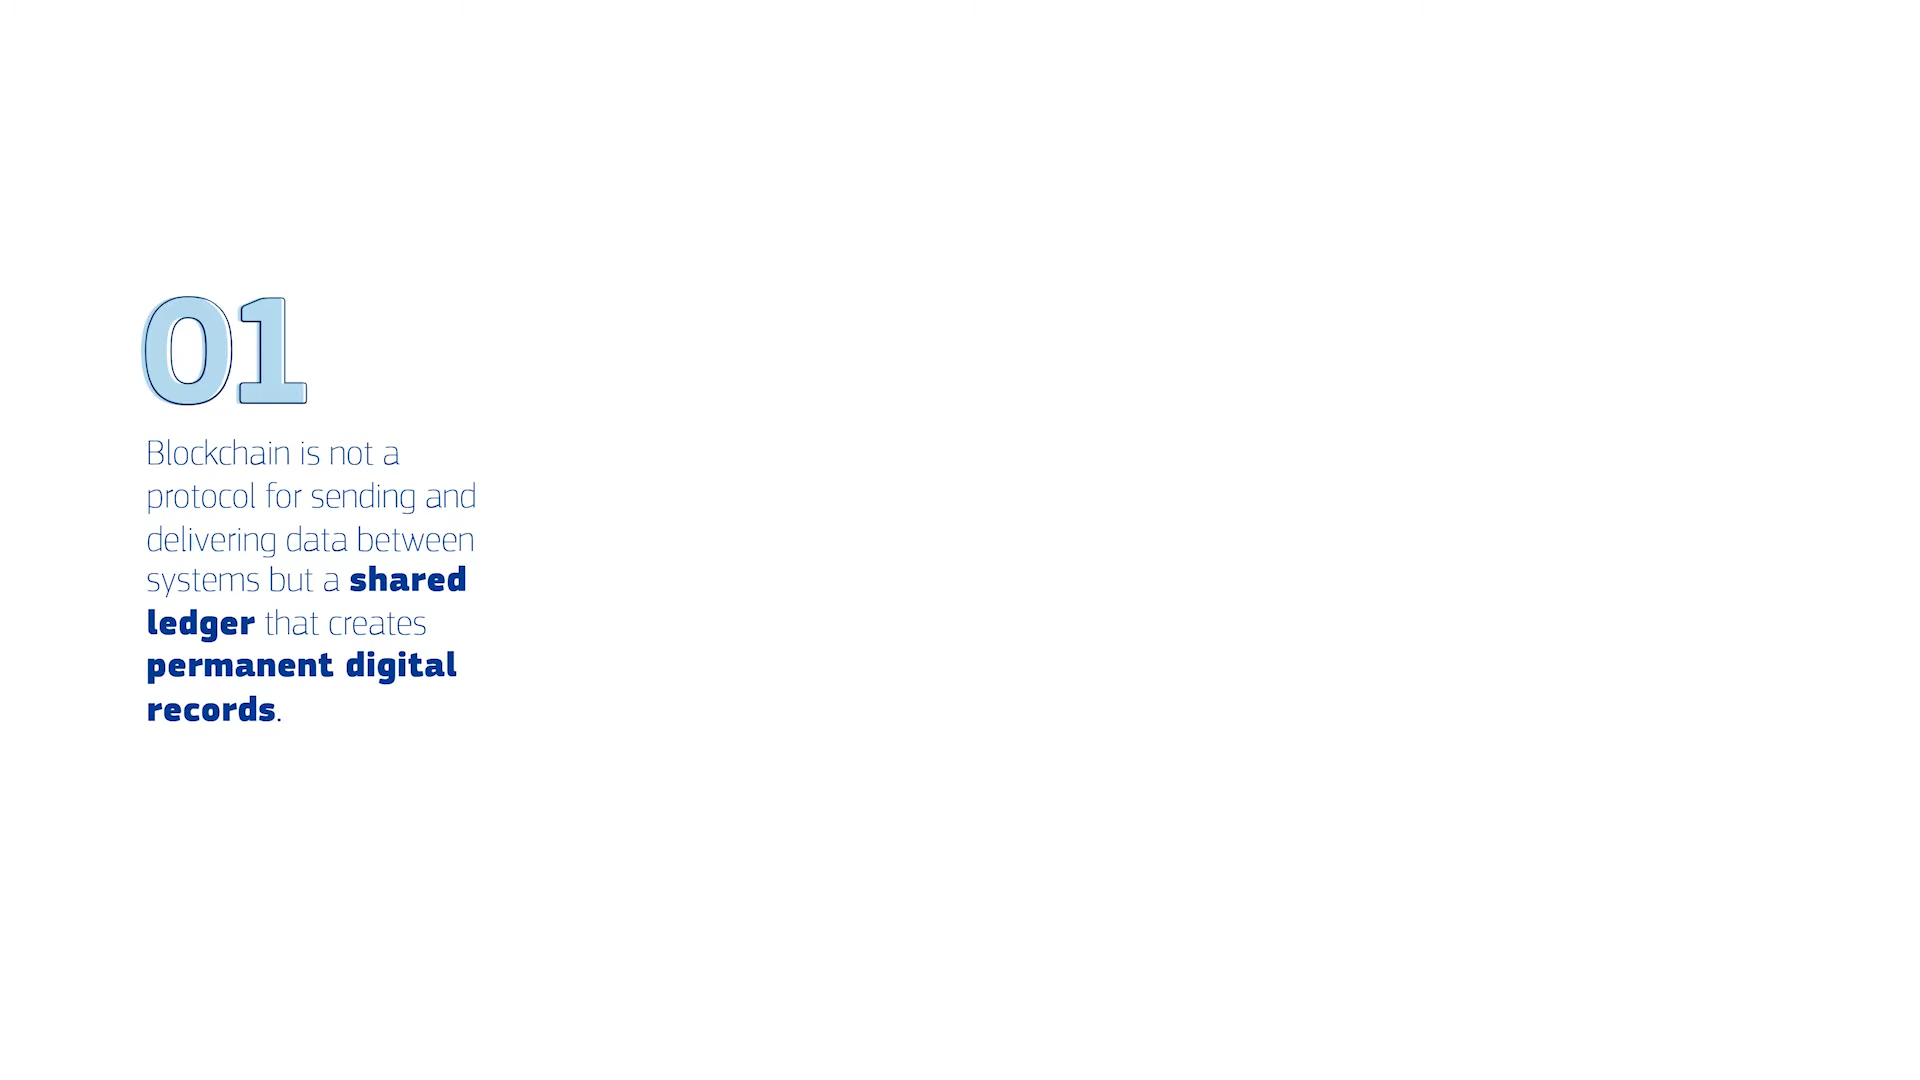 01
Blockchain is not a
protocol for sending and
delivering data between
systems but a shared
ledger that creates
permanent digital
records.